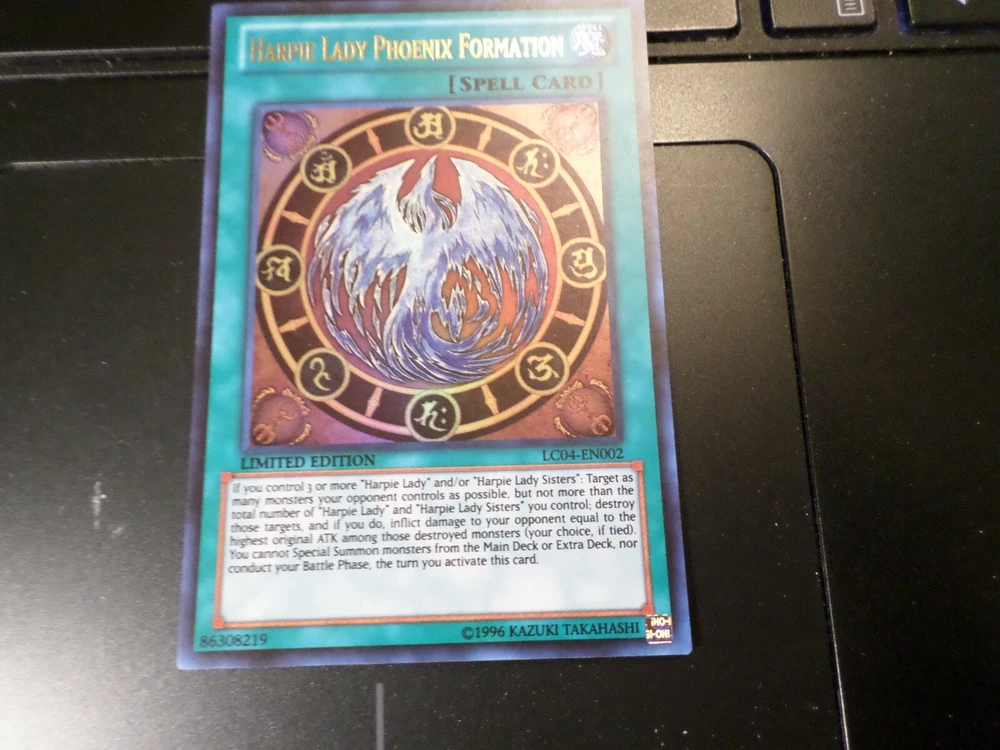 HARPIE LADY PHOENIX FORMATION
[SPELL CARD]
LIMITED EDITION
LC04-EN002
If you control 3 or more "Harpie Lady" and/or "Harpie Lady Sisters": Target as
many monsters your opponent controls as possible, but not more than the
total number of "Harpie Lady" and "Harpie Lady Sisters" you control; destroy
those targets, and if you do, inflict damage to your opponent equal to the
highest original ATK among those destroyed monsters (your choice, if tied).
You cannot Special Summon monsters from the Main Deck or Extra Deck, nor
conduct your Battle Phase, the turn you activate this card.
86308219
©1996 KAZUKI TAKAHASHI